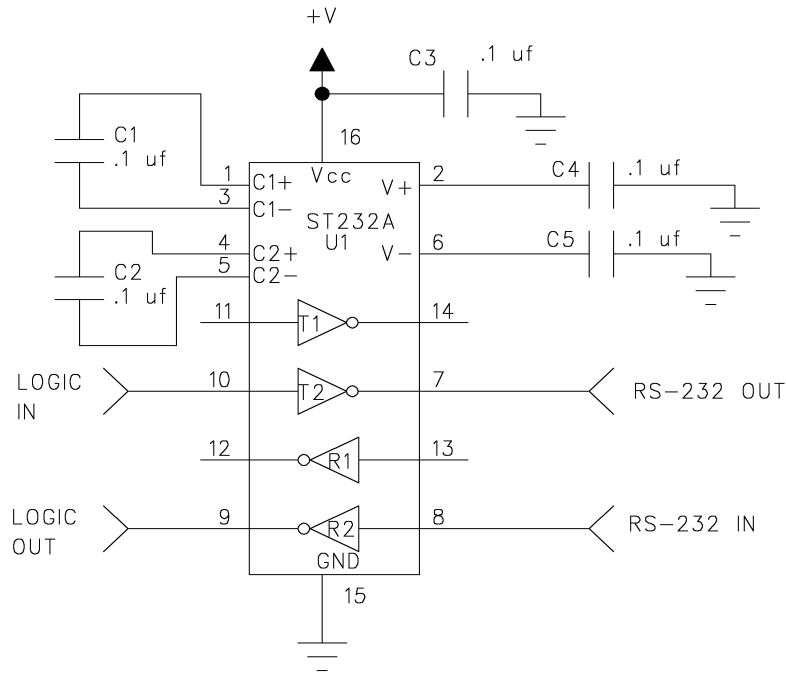 +V
C3 .1 uf
16
C1
.1 uf
1
3
C1+
C1-
Vcc
V+
2
C4 .1 uf
ST232A
U1
4
5
C2+
C2-
V-
6
C5 .1 uf
C2
.1 uf
11
T1
14
LOGIC
IN
10
T2
7
RS-232 OUT
12
R1
13
LOGIC
OUT
9
R2
8
RS-232 IN
GND
15